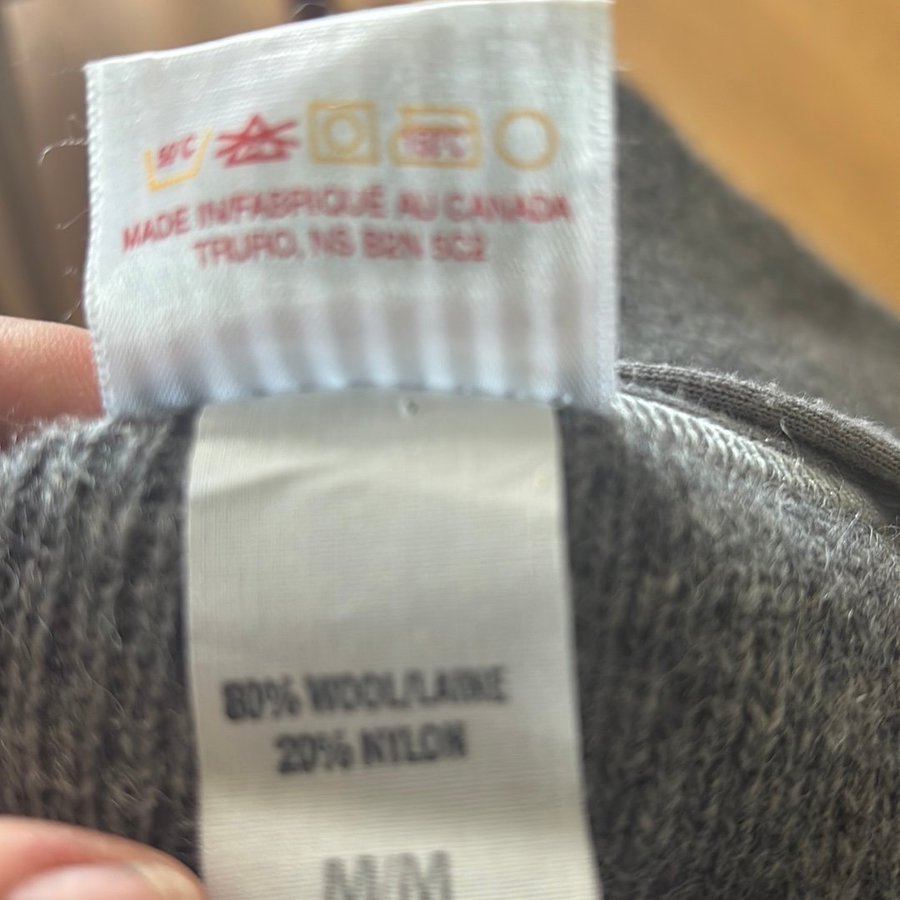 MADE IN/FABRIQUÉ AU CANADA
TRURO, NS B2N 5C2
80% WOOL/LAINE
20% NYLON
M/M